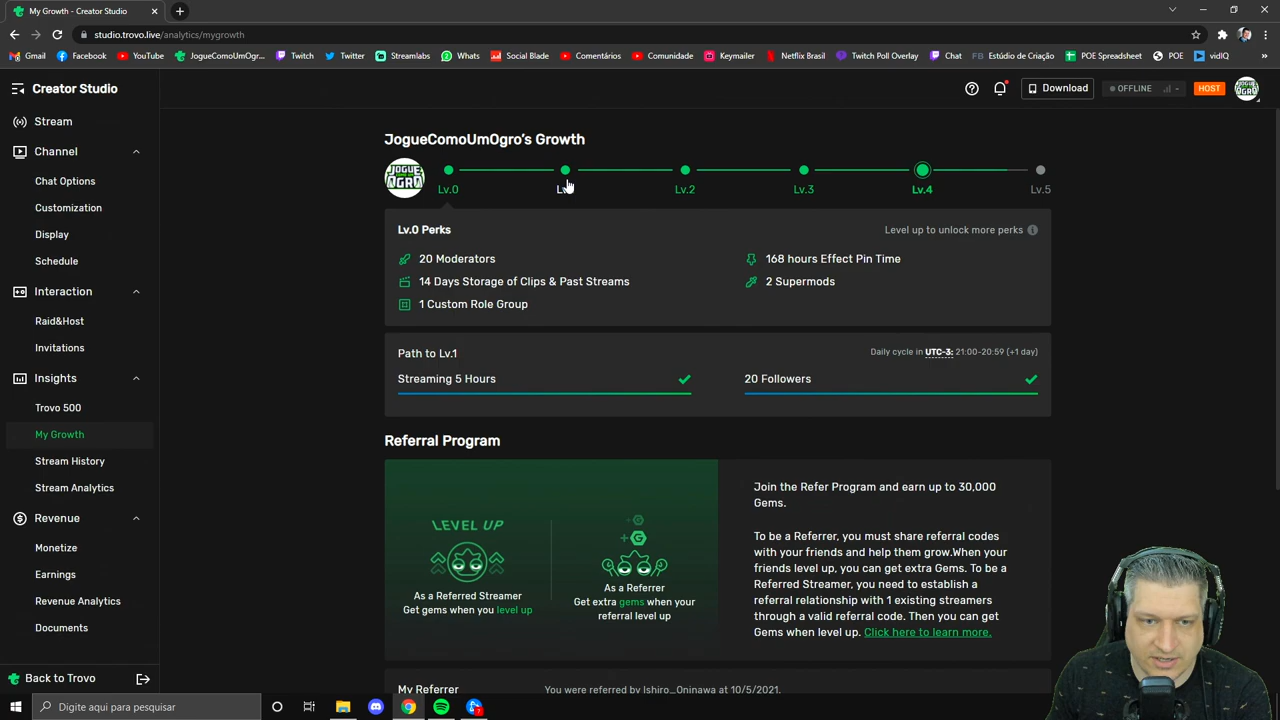 My Growth - Creator Studio
studio.trovo.live/analytics/mygrowth
Gmail Facebook YouTube JogueComoUmOgr... Twitch Twitter Streamlabs Whats Social Blade Comentários Comunidade Keymailer Netflix Brasil Twitch Poll Overlay Chat Estúdio de Criação POE Spreadsheet POE vidIQ »
Creator Studio
Download
OFFLINE
HOST
Stream
Channel
Chat Options
Customization
Display
Schedule
Interaction
Raid&Host
Invitations
Insights
Trovo 500
My Growth
Stream History
Stream Analytics
Revenue
Monetize
Earnings
Revenue Analytics
Documents
Back to Trovo
JogueComoUmOgro's Growth
JOGUE
COMO UM
OGRO
Lv.0 Lv.2 Lv.3 Lv.4 Lv.5
Lv.0 Perks
Level up to unlock more perks
20 Moderators
168 hours Effect Pin Time
14 Days Storage of Clips & Past Streams
2 Supermods
1 Custom Role Group
Path to Lv.1
Daily cycle in UTC-3: 21:00-20:59 (+1 day)
Streaming 5 Hours
20 Followers
Referral Program
LEVEL UP
+G
As a Referred Streamer
Get gems when you level up
As a Referrer
Get extra gems when your
referral level up
Join the Refer Program and earn up to 30,000
Gems.
To be a Referrer, you must share referral codes
with your friends and help them grow.When your
friends level up, you can get extra Gems. To be a
Referred Streamer, you need to establish a
referral relationship with 1 existing streamers
through a valid referral code. Then you can get
Gems when level up. Click here to learn more.
My Referrer
You were referred by Ishiro_Oninawa at 10/5/2021.
Digite aqui para pesquisar
7